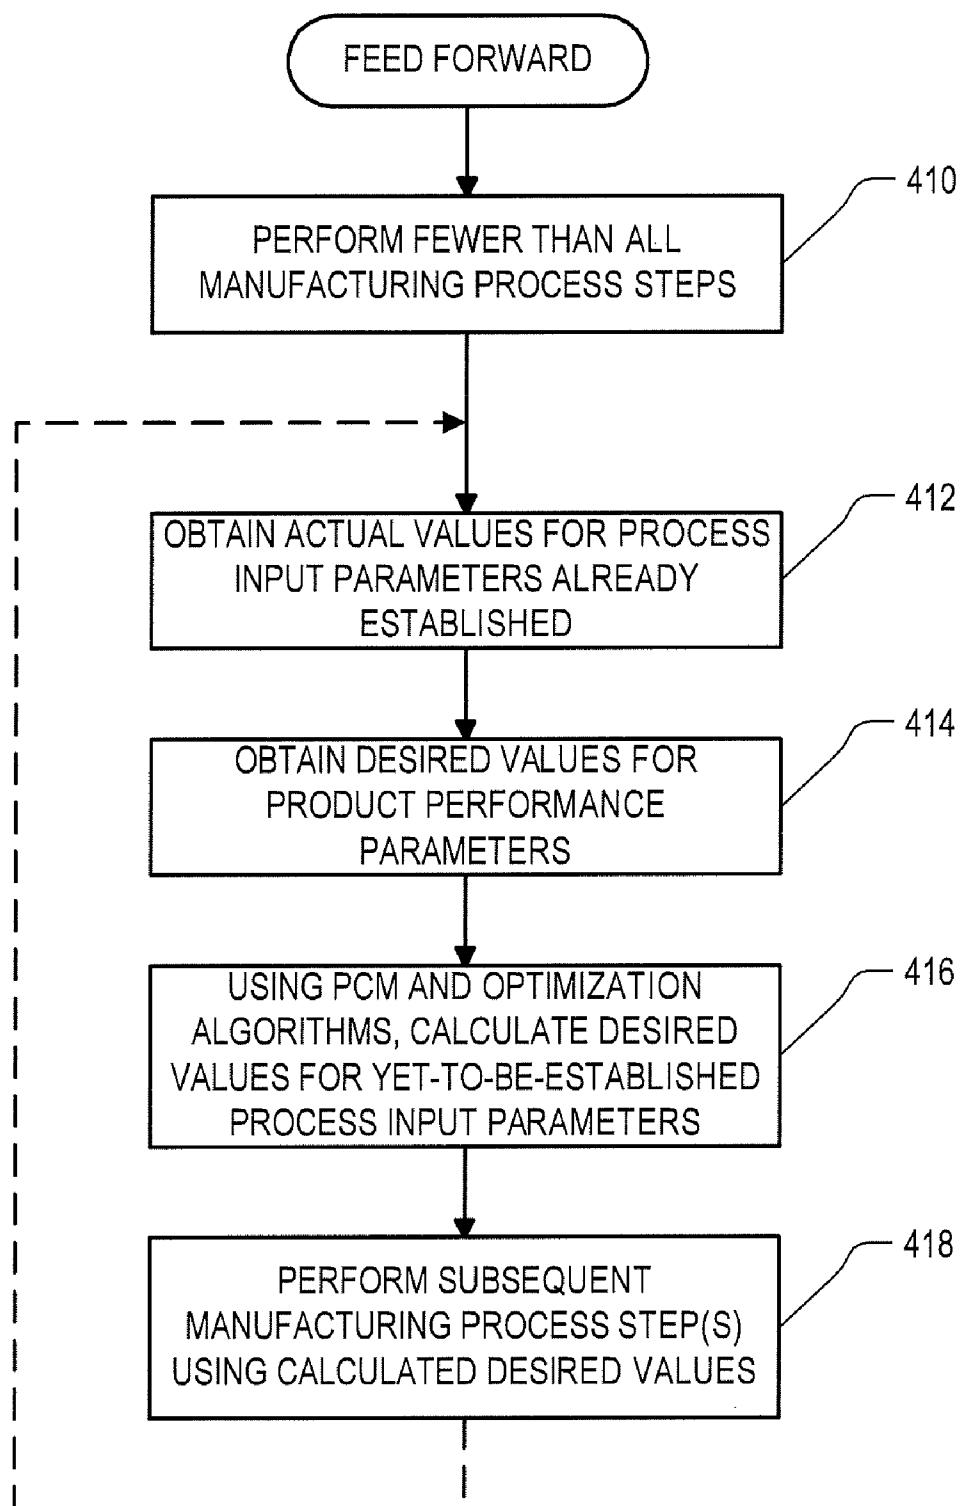 FEED FORWARD
410
PERFORM FEWER THAN ALL
MANUFACTURING PROCESS STEPS
412
OBTAIN ACTUAL VALUES FOR PROCESS
INPUT PARAMETERS ALREADY
ESTABLISHED
414
OBTAIN DESIRED VALUES FOR
PRODUCT PERFORMANCE
PARAMETERS
416
USING PCM AND OPTIMIZATION
ALGORITHMS, CALCULATE DESIRED
VALUES FOR YET-TO-BE-ESTABLISHED
PROCESS INPUT PARAMETERS
418
PERFORM SUBSEQUENT
MANUFACTURING PROCESS STEP(S)
USING CALCULATED DESIRED VALUES